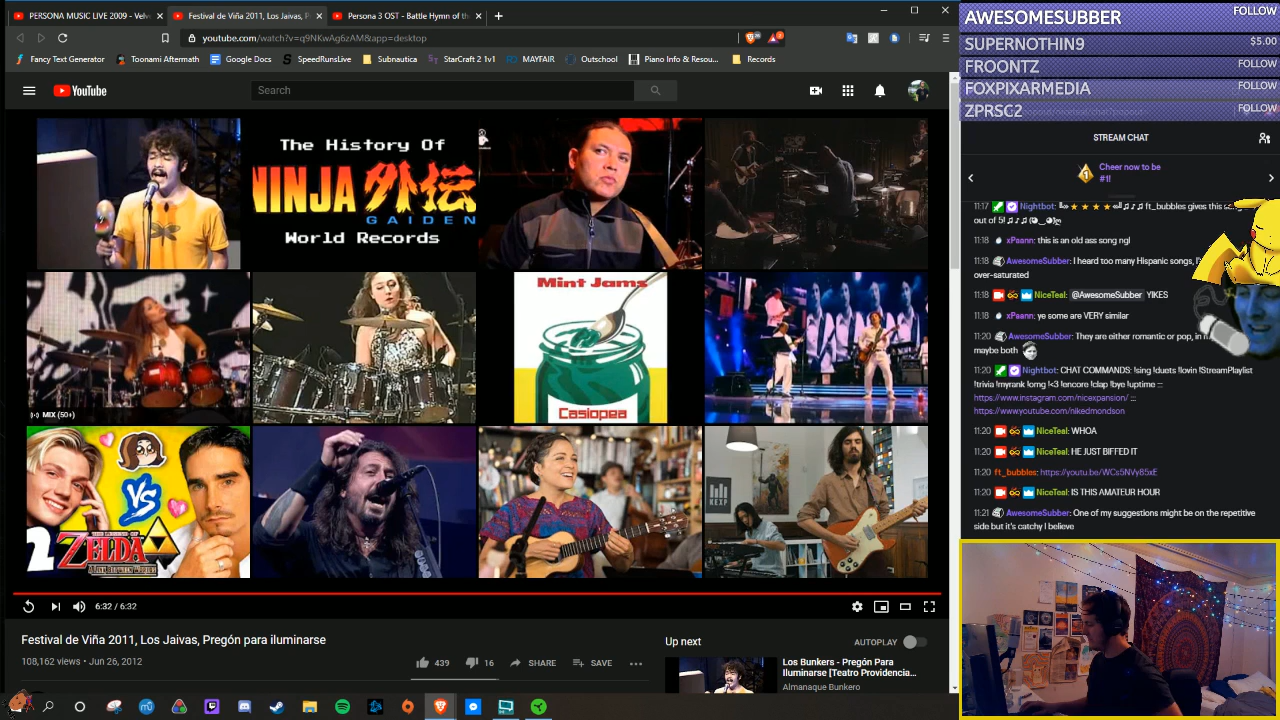 PERSONA MUSIC LIVE 2009 - Velv
Festival de Viña 2011, Los Jaivas, P
Persona 3 OST - Battle Hymn of th
youtube.com/watch?v=q9NKwAg6zAM&app=desktop
Fancy Text Generator
Toonami Aftermath
Google Docs
SpeedRunsLive
Subnautica
StarCraft 2 1v1
MAYFAIR
Outschool
Piano Info & Resou...
Records
YouTube
Search
The History Of
NINJA 外伝
GAIDEN
World Records
MIX (50+)
Mint Jams
Casiopea
VS
2
THE LEGEND OF
ZELDA
A LINK BETWEEN WORLDS
KEXP
6:32 / 6:32
Festival de Viña 2011, Los Jaivas, Pregón para iluminarse
108,162 views • Jun 26, 2012
439
16
SHARE
SAVE
Up next
AUTOPLAY
Los Bunkers - Pregón Para
Iluminarse [Teatro Providencia...
Almanaque Bunkero
AWESOMESUBBER FOLLOW
SUPERNOTHIN9 $5.00
FROONTZ FOLLOW
FOXPIXARMEDIA FOLLOW
ZPRSC2 FOLLOW
STREAM CHAT
Cheer now to be
#1!
11:17 Nightbot: ★ ★ ★ ★ ft_bubbles gives this
out of 5!
11:18 xPaann: this is an old ass song ngl
11:18 AwesomeSubber: I heard too many Hispanic songs,
over-saturated
11:18 NiceTeal: @AwesomeSubber YIKES
11:18 xPaann: ye some are VERY similar
11:20 AwesomeSubber: They are either romantic or pop,
maybe both
11:20 Nightbot: CHAT COMMANDS: !sing !duets !lovin !StreamPlaylist
!trivia !myrank !omg !<3 !encore !clap !bye !uptime :::
https://www.instagram.com/nicexpansion/ :::
https://www.youtube.com/nikedmondson
11:20 NiceTeal: WHOA
11:20 NiceTeal: HE JUST BIFFED IT
11:20 ft_bubbles: https://youtu.be/WCs5NVy85xE
11:20 NiceTeal: IS THIS AMATEUR HOUR
11:21 AwesomeSubber: One of my suggestions might be on the repetitive
side but it's catchy I believe